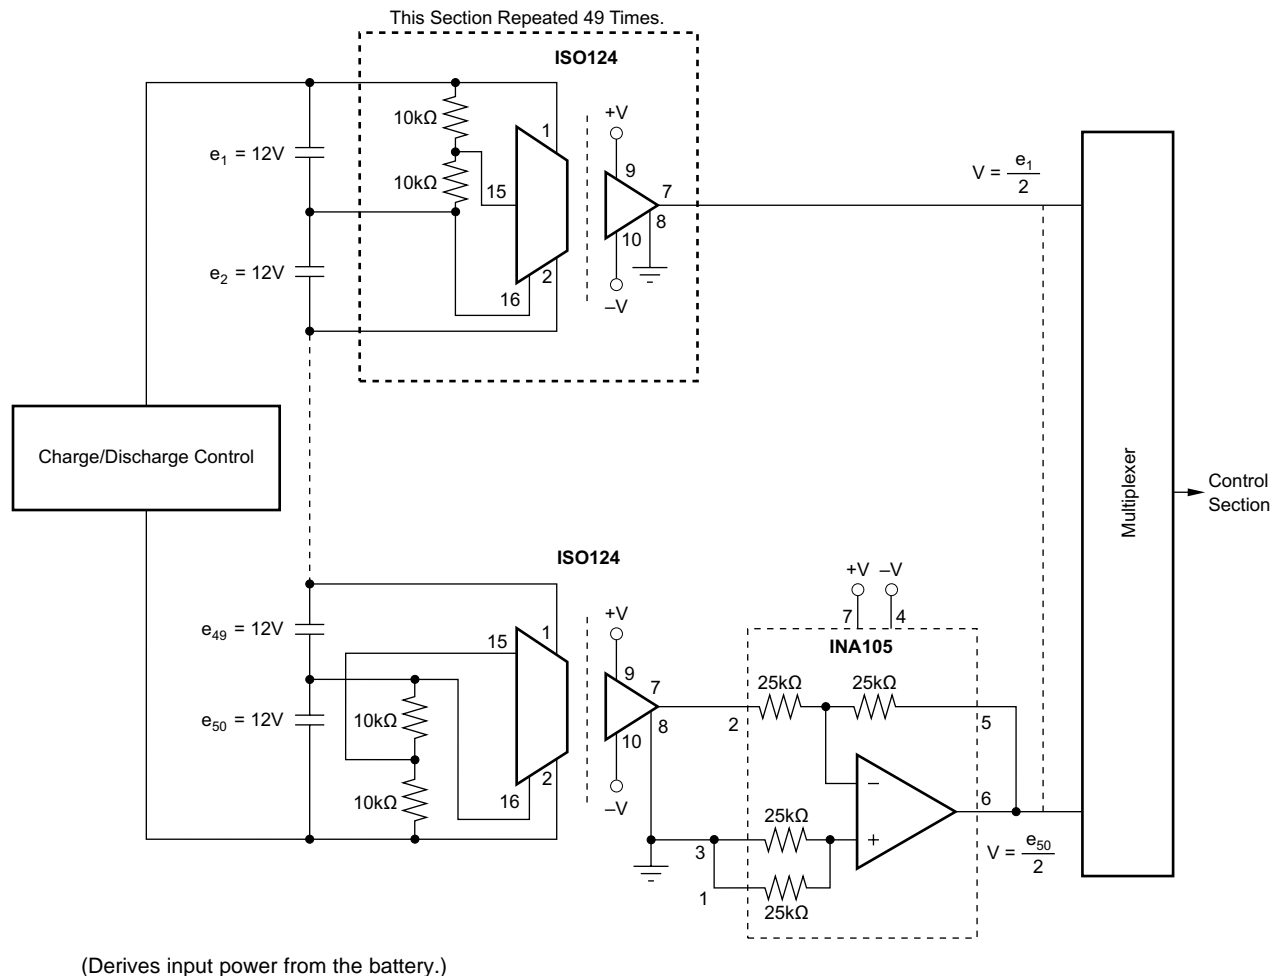 This Section Repeated 49 Times.
ISO124
10kΩ
10kΩ
e1 = 12V
e2 = 12V
1
15
2
16
+V
9
7
8
10
–V
V = e1/2
Charge/Discharge Control
Multiplexer
Control
Section
ISO124
e49 = 12V
e50 = 12V
10kΩ
10kΩ
15
1
2
16
+V
9
7
8
10
–V
+V –V
7 4
INA105
25kΩ 25kΩ
2
5
–
6
25kΩ
+
3
1
25kΩ
V = e50/2
(Derives input power from the battery.)